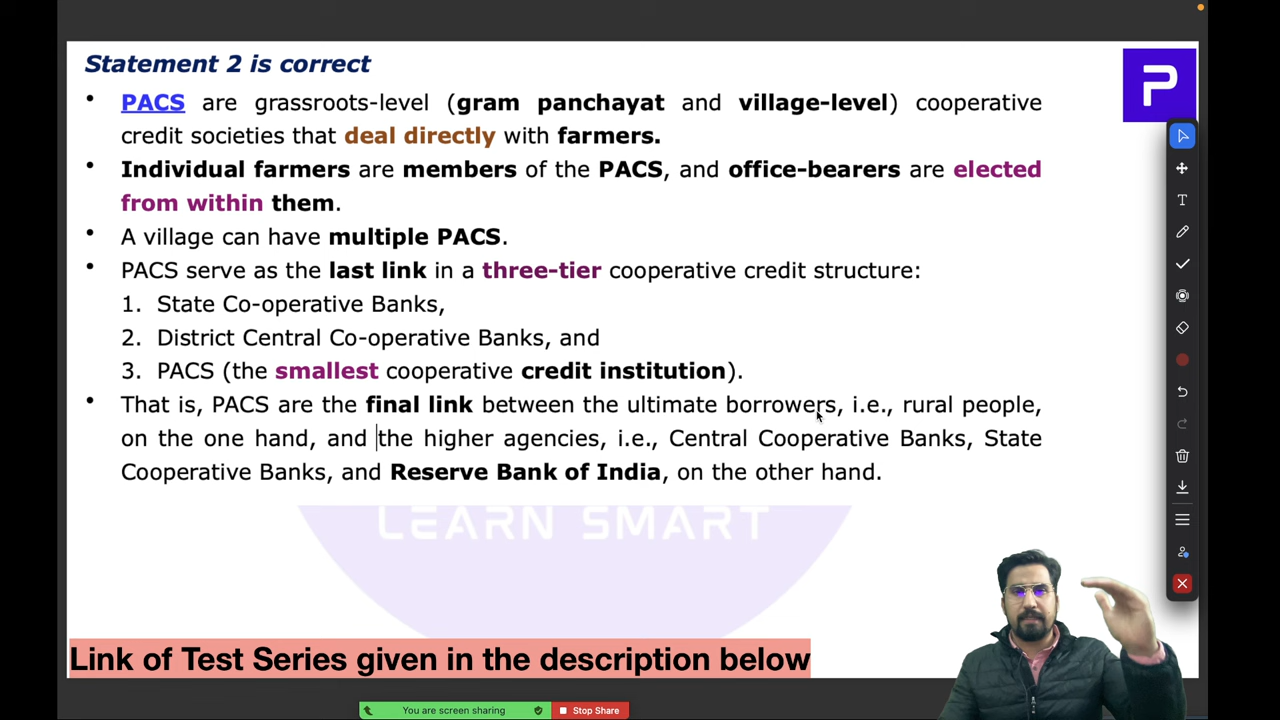 Statement 2 is correct
• PACS are grassroots-level (gram panchayat and village-level) cooperative
credit societies that deal directly with farmers.
• Individual farmers are members of the PACS, and office-bearers are elected
from within them.
• A village can have multiple PACS.
• PACS serve as the last link in a three-tier cooperative credit structure:
1. State Co-operative Banks,
2. District Central Co-operative Banks, and
3. PACS (the smallest cooperative credit institution).
• That is, PACS are the final link between the ultimate borrowers, i.e., rural people,
on the one hand, and the higher agencies, i.e., Central Cooperative Banks, State
Cooperative Banks, and Reserve Bank of India, on the other hand.
LEARN SMART
Link of Test Series given in the description below
You are screen sharing
Stop Share